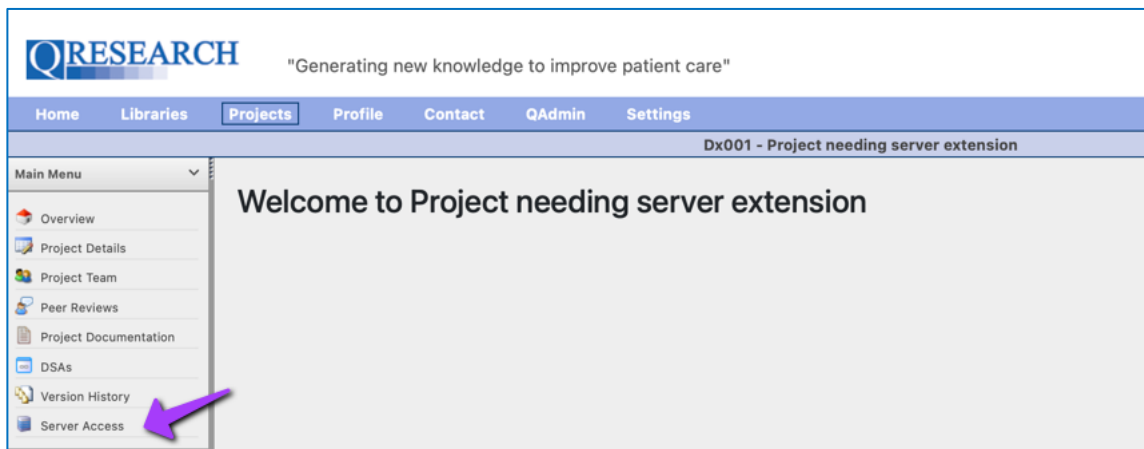 QRESEARCH
"Generating new knowledge to improve patient care"
Home Libraries Projects Profile Contact QAdmin Settings
Dx001 - Project needing server extension
Main Menu
Welcome to Project needing server extension
Overview
Project Details
Project Team
Peer Reviews
Project Documentation
DSAs
Version History
Server Access